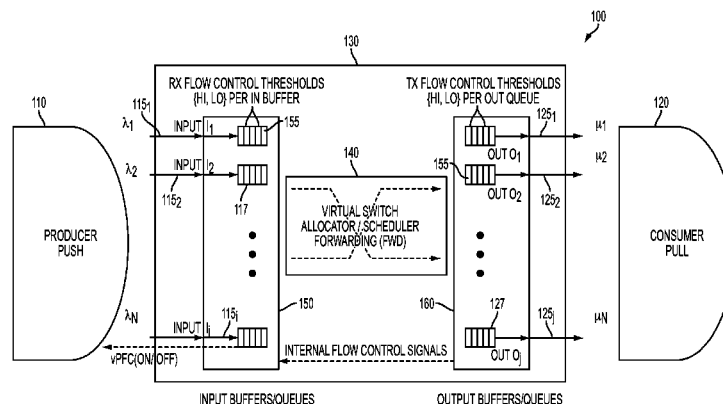 100
130
RX FLOW CONTROL THRESHOLDS
{HI, LO} PER IN BUFFER
TX FLOW CONTROL THRESHOLDS
{HI, LO} PER OUT QUEUE
110
λ1
115₁
INPUT I₁
155
125₁
μ1
120
OUT O₁
λ2
INPUT I₂
140
155
μ2
115₂
117
OUT O₂
125₂
PRODUCER
PUSH
VIRTUAL SWITCH
ALLOCATOR / SCHEDULER
FORWARDING (FWD)
CONSUMER
PULL
λN
INPUT Iᵢ
115ᵢ
150
160
127
125ⱼ
μN
vPFC(ON/OFF)
INTERNAL FLOW CONTROL SIGNALS
OUT Oⱼ
INPUT BUFFERS/QUEUES
OUTPUT BUFFERS/QUEUES